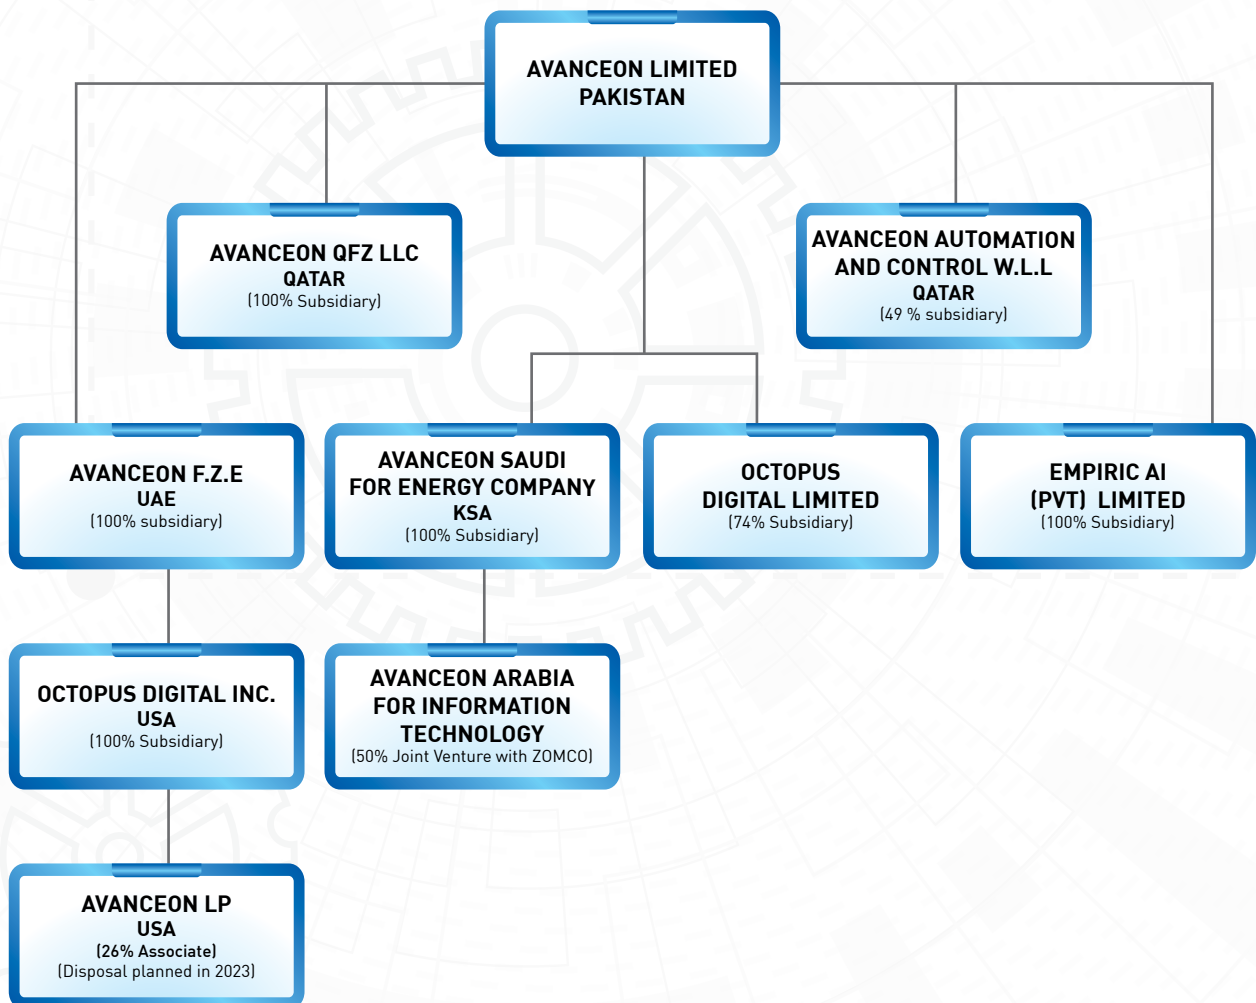 AVANCEON LIMITED
PAKISTAN
AVANCEON QFZ LLC
QATAR
(100% Subsidiary)
AVANCEON AUTOMATION
AND CONTROL W.L.L
QATAR
(49 % subsidiary)
AVANCEON F.Z.E
UAE
(100% subsidiary)
AVANCEON SAUDI
FOR ENERGY COMPANY
KSA
(100% Subsidiary)
OCTOPUS
DIGITAL LIMITED
(74% Subsidiary)
EMPIRIC AI
(PVT) LIMITED
(100% Subsidiary)
OCTOPUS DIGITAL INC.
USA
(100% Subsidiary)
AVANCEON ARABIA
FOR INFORMATION
TECHNOLOGY
(50% Joint Venture with ZOMCO)
AVANCEON LP
USA
(26% Associate)
(Disposal planned in 2023)